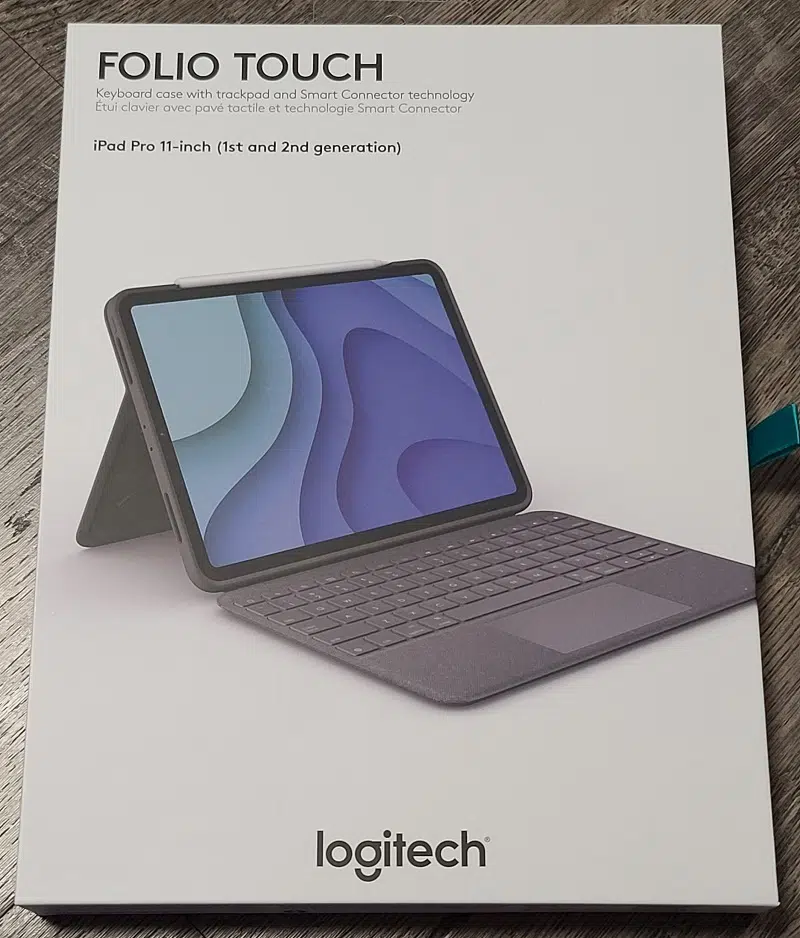 FOLIO TOUCH
Keyboard case with trackpad and Smart Connector technology
Étui clavier avec pavé tactile et technologie Smart Connector
iPad Pro 11-inch (1st and 2nd generation)
logitech®